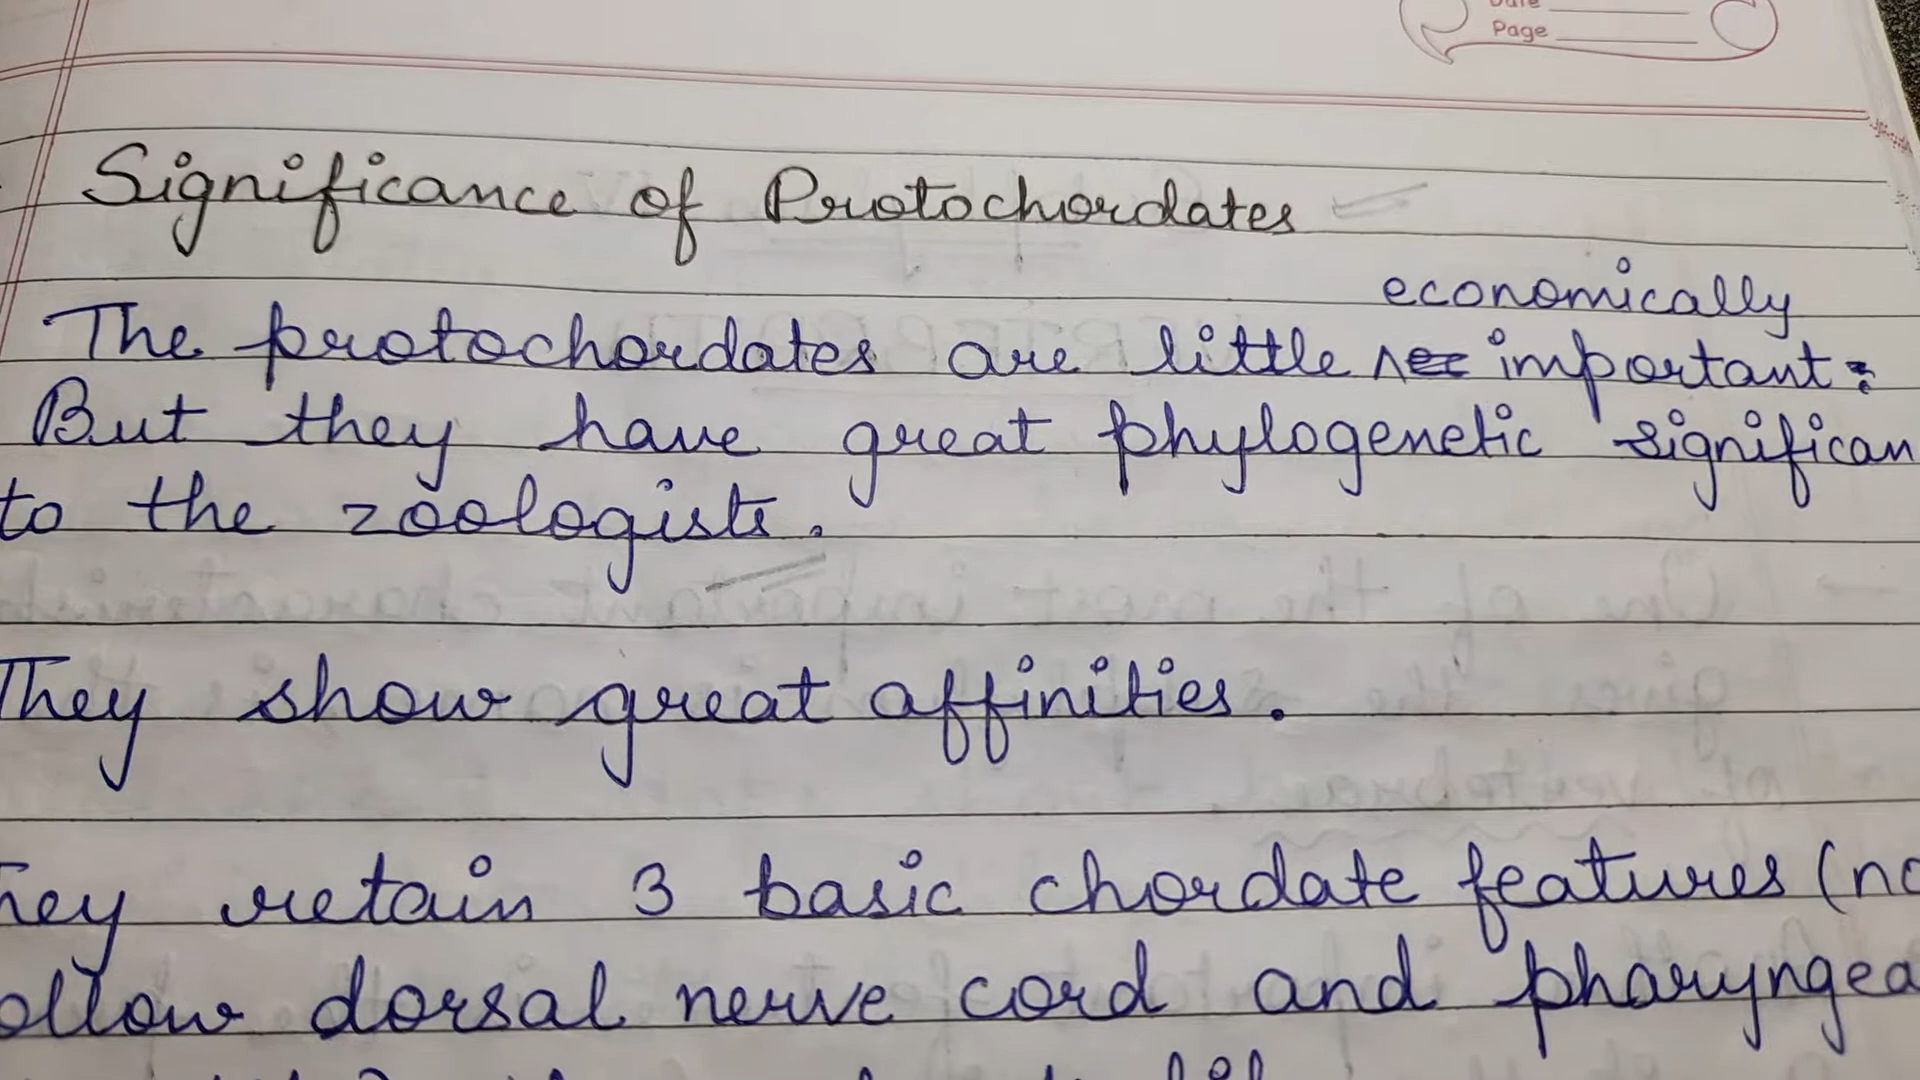 Date
Page
Significance of Protochordates
economically
The protochordates are little important.
But they have great phylogenetic significan
to the zoologists.
They show great affinities.
hey retain 3 basic chordate features (no
ollow dorsal nerve cord and pharyngea